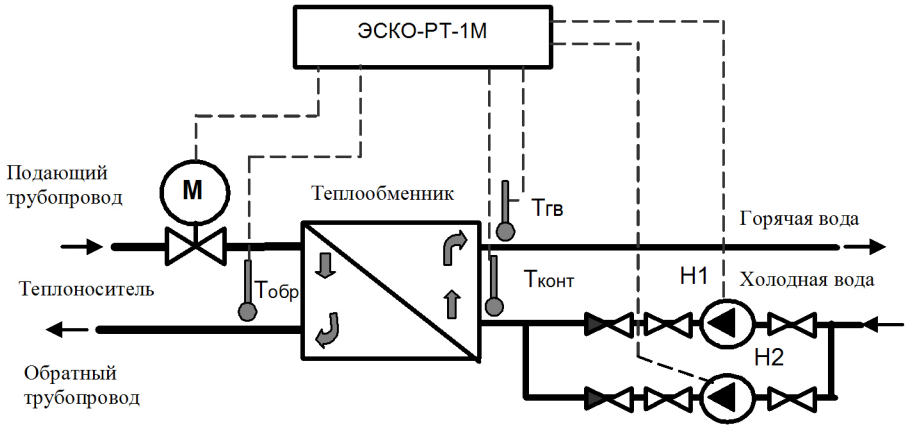 ЭСКО-РТ-1М
Подающий
трубопровод
М
Теплообменник
Тгв
Горячая вода
Теплоноситель
Тобр
Тконт
Н1
Холодная вода
Н2
Обратный
трубопровод